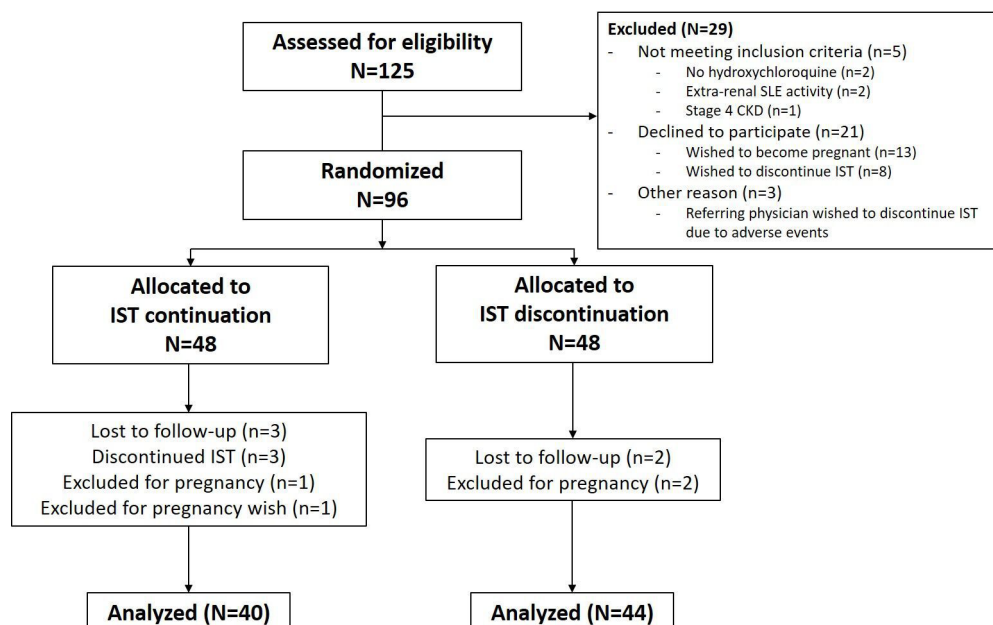 Assessed for eligibility
N=125
Excluded (N=29)
- Not meeting inclusion criteria (n=5)
- No hydroxychloroquine (n=2)
- Extra-renal SLE activity (n=2)
- Stage 4 CKD (n=1)
- Declined to participate (n=21)
- Wished to become pregnant (n=13)
- Wished to discontinue IST (n=8)
- Other reason (n=3)
- Referring physician wished to discontinue IST
due to adverse events
Randomized
N=96
Allocated to
IST continuation
N=48
Allocated to
IST discontinuation
N=48
Lost to follow-up (n=3)
Discontinued IST (n=3)
Excluded for pregnancy (n=1)
Excluded for pregnancy wish (n=1)
Lost to follow-up (n=2)
Excluded for pregnancy (n=2)
Analyzed (N=40)
Analyzed (N=44)